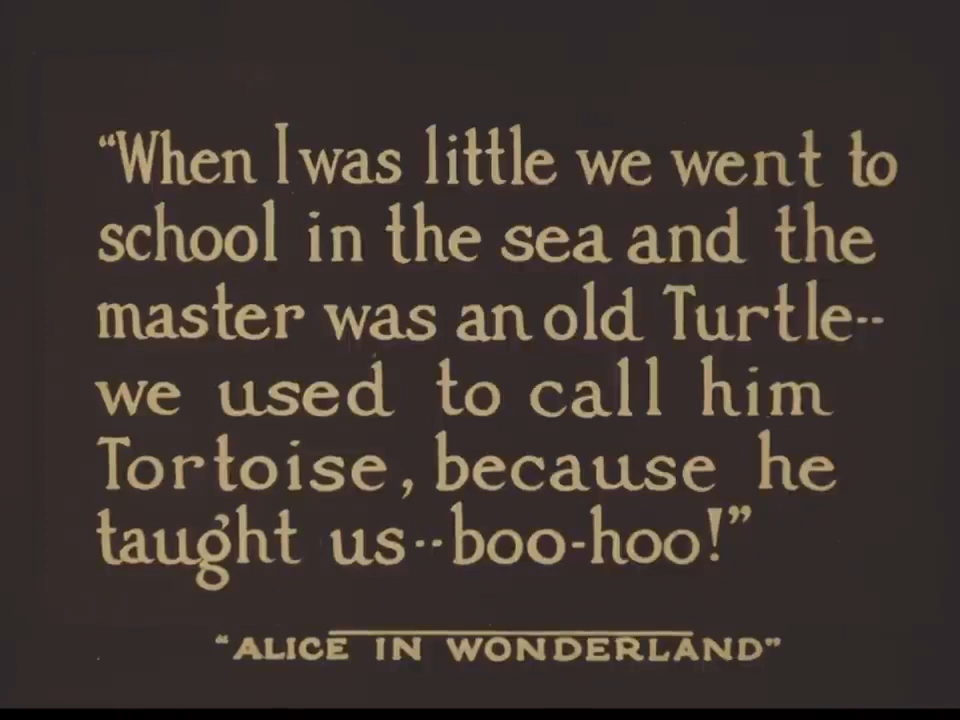 “When I was little we went to
school in the sea and the
master was an old Turtle--
we used to call him
Tortoise, because he
taught us--boo-hoo!”
“ALICE IN WONDERLAND”